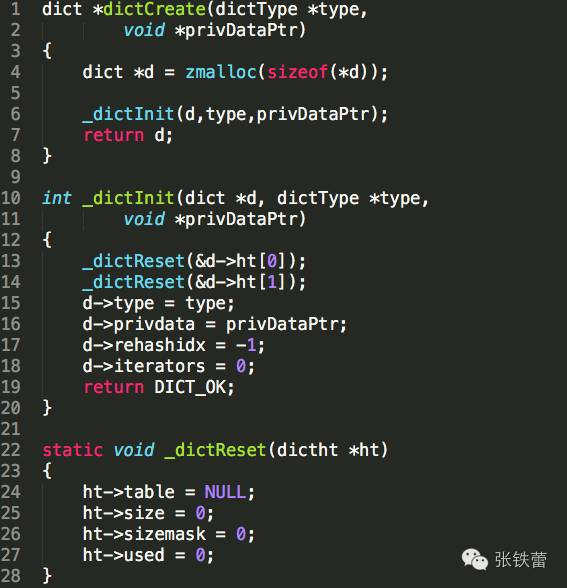 1 dict *dictCreate(dictType *type,
2         void *privDataPtr)
3 {
4     dict *d = zmalloc(sizeof(*d));
5
6     _dictInit(d,type,privDataPtr);
7     return d;
8 }
9
10 int _dictInit(dict *d, dictType *type,
11         void *privDataPtr)
12 {
13     _dictReset(&d->ht[0]);
14     _dictReset(&d->ht[1]);
15     d->type = type;
16     d->privdata = privDataPtr;
17     d->rehashidx = -1;
18     d->iterators = 0;
19     return DICT_OK;
20 }
21
22 static void _dictReset(dictht *ht)
23 {
24     ht->table = NULL;
25     ht->size = 0;
26     ht->sizemask = 0;
27     ht->used = 0;
28 }
张铁蕾